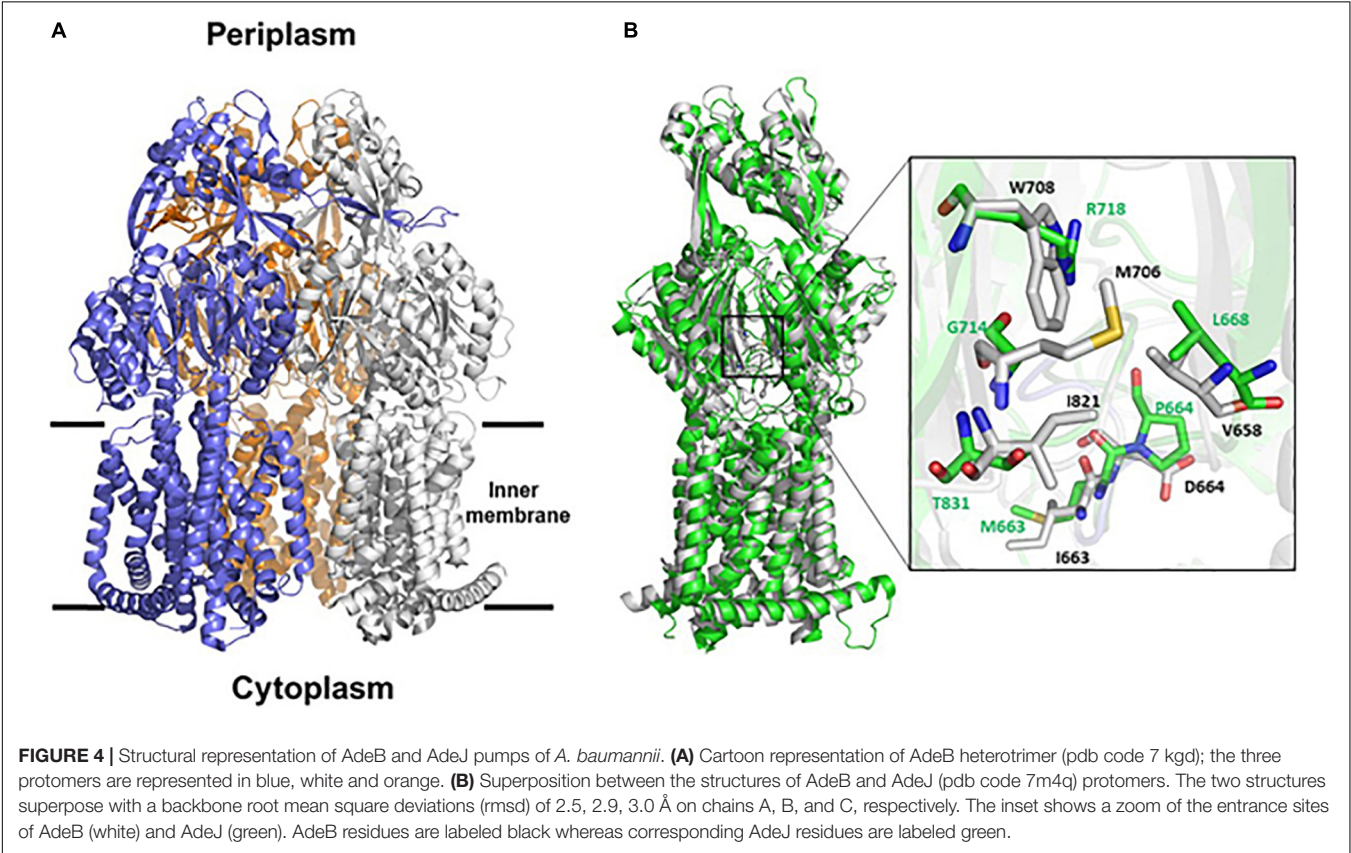 A
Periplasm
B
W708
R718
M706
G714
L668
I821
P664
V658
D664
T831
M663
I663
Inner
membrane
Cytoplasm
FIGURE 4 | Structural representation of AdeB and AdeJ pumps of A. baumannii. (A) Cartoon representation of AdeB heterotrimer (pdb code 7 kgd); the three
protomers are represented in blue, white and orange. (B) Superposition between the structures of AdeB and AdeJ (pdb code 7m4q) protomers. The two structures
superpose with a backbone root mean square deviations (rmsd) of 2.5, 2.9, 3.0 Å on chains A, B, and C, respectively. The inset shows a zoom of the entrance sites
of AdeB (white) and AdeJ (green). AdeB residues are labeled black whereas corresponding AdeJ residues are labeled green.